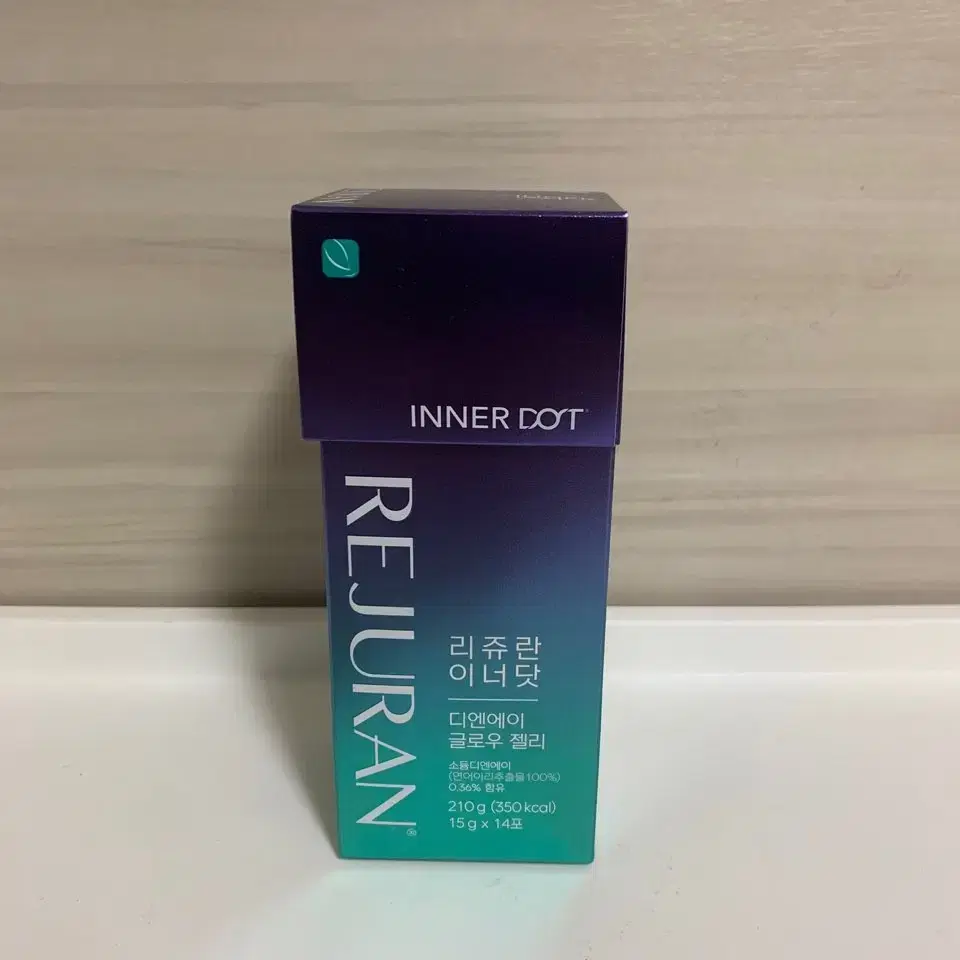 INNER DOT
REJURAN®
리쥬란
이너닷
디엔에이
글로우 젤리
소듐디엔에이
(연어이리추출물100%)
0.36% 함유
210g (350kcal)
15g x 14포